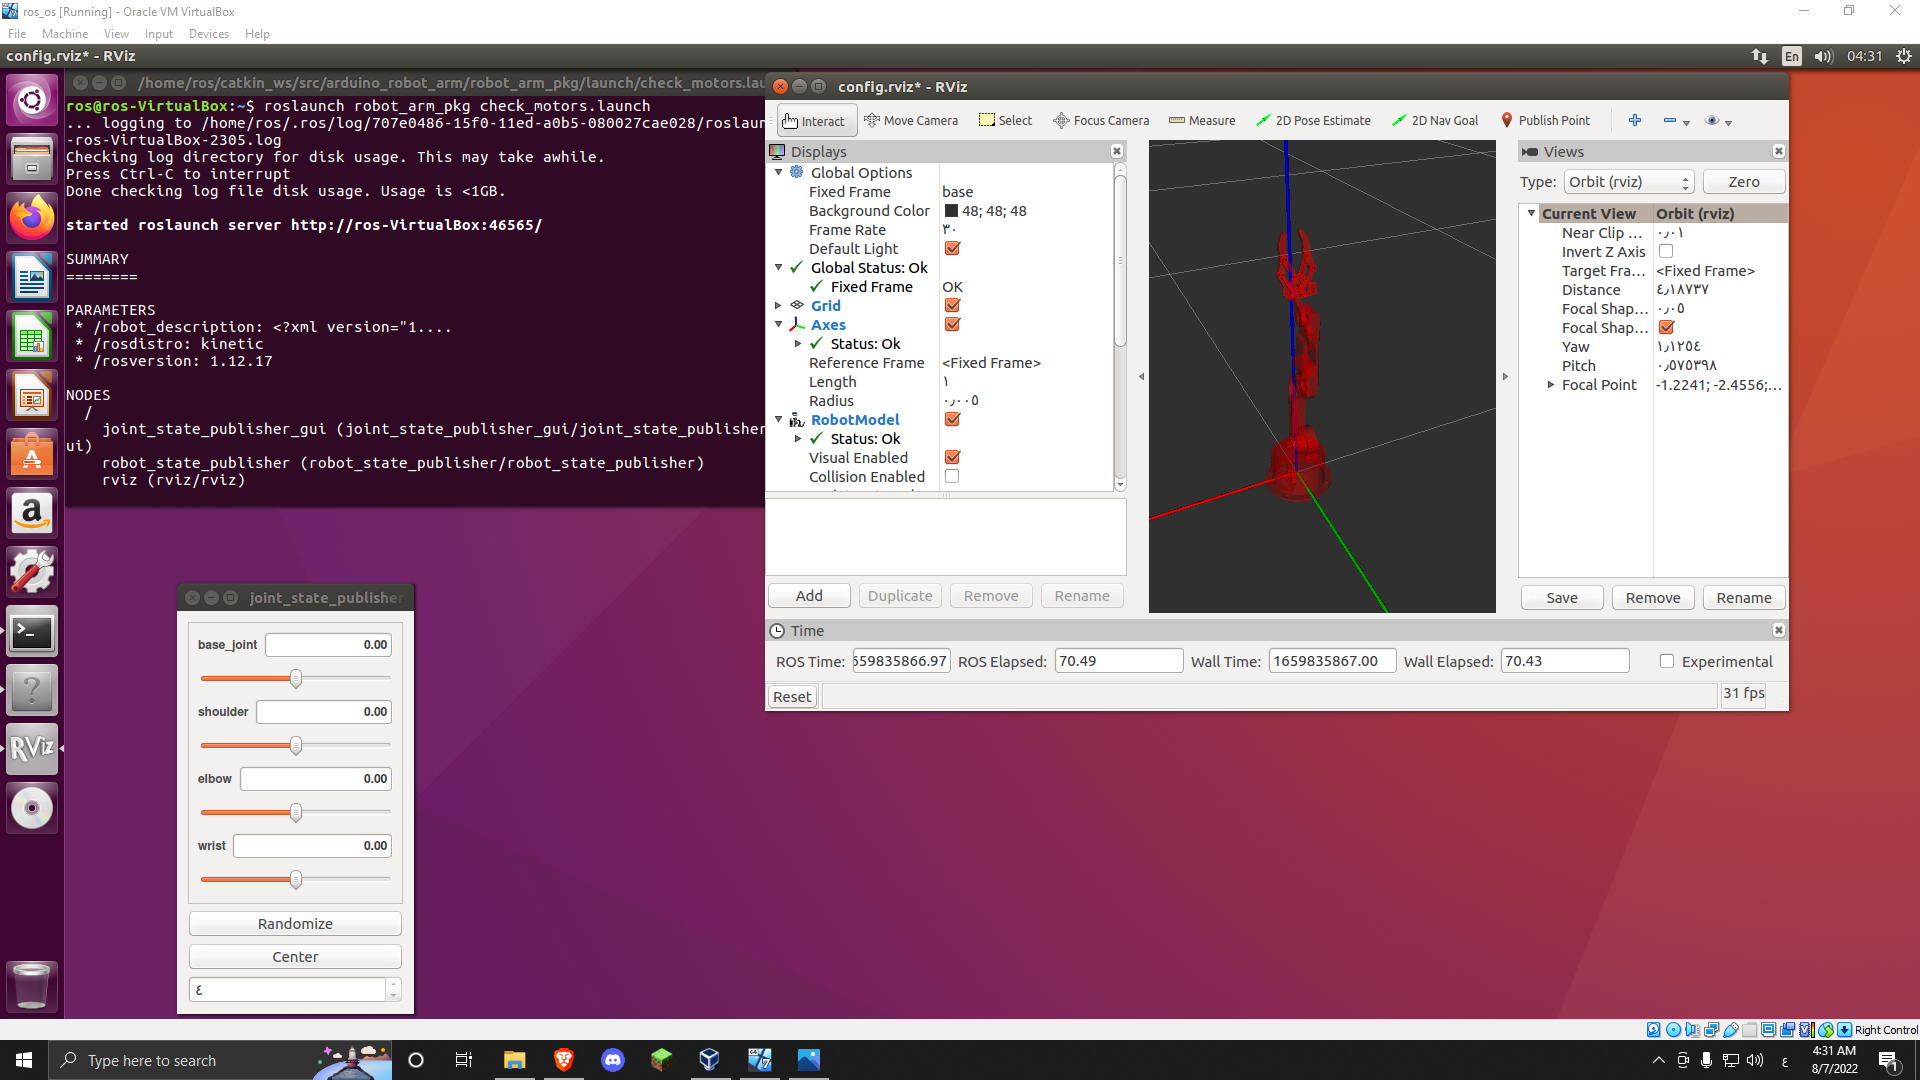 ros_os [Running] - Oracle VM VirtualBox
File Machine View Input Devices Help
config.rviz* - RViz
En 04:31
/home/ros/catkin_ws/src/arduino_robot_arm/robot_arm_pkg/launch/check_motors.lau
ros@ros-VirtualBox:~$ roslaunch robot_arm_pkg check_motors.launch
... logging to /home/ros/.ros/log/707e0486-15f0-11ed-a0b5-080027cae028/roslaun
-ros-VirtualBox-2305.log
Checking log directory for disk usage. This may take awhile.
Press Ctrl-C to interrupt
Done checking log file disk usage. Usage is <1GB.
started roslaunch server http://ros-VirtualBox:46565/
SUMMARY
========
PARAMETERS
* /robot_description: <?xml version="1....
* /rosdistro: kinetic
* /rosversion: 1.12.17
NODES
/
joint_state_publisher_gui (joint_state_publisher_gui/joint_state_publisher
ui)
robot_state_publisher (robot_state_publisher/robot_state_publisher)
rviz (rviz/rviz)
RViz
joint_state_publisher
base_joint 0.00
shoulder 0.00
elbow 0.00
wrist 0.00
Randomize
Center
٤
config.rviz* - RViz
Interact Move Camera Select Focus Camera Measure 2D Pose Estimate 2D Nav Goal Publish Point
Displays
Global Options
Fixed Frame base
Background Color 48; 48; 48
Frame Rate ٣٠
Default Light
Global Status: Ok
Fixed Frame OK
Grid
Axes
Status: Ok
Reference Frame <Fixed Frame>
Length ١
Radius ٠٫٠٠٥
RobotModel
Status: Ok
Visual Enabled
Collision Enabled
Add Duplicate Remove Rename
Views
Type: Orbit (rviz) Zero
Current View Orbit (rviz)
Near Clip ... ٠٫٠١
Invert Z Axis
Target Fra... <Fixed Frame>
Distance ٤٫١٨٧٣٧
Focal Shap... ٠٫٠٥
Focal Shap...
Yaw ١٫١٢٥٤
Pitch ٠٫٥٧٥٣٩٨
Focal Point -1.2241; -2.4556;...
Save Remove Rename
Time
ROS Time: 659835866.97 ROS Elapsed: 70.49 Wall Time: 1659835867.00 Wall Elapsed: 70.43 Experimental
Reset 31 fps
Right Control
Type here to search
ع
4:31 AM
8/7/2022
1